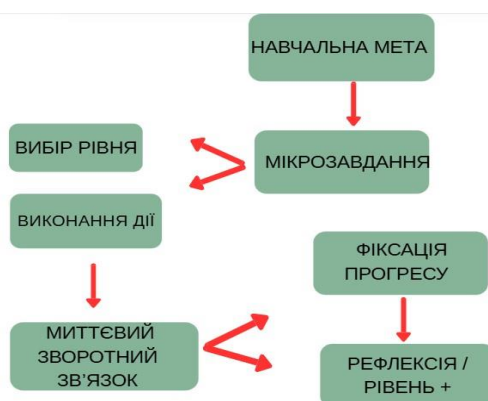 НАВЧАЛЬНА МЕТА
МІКРОЗАВДАННЯ
ВИБІР РІВНЯ
ВИКОНАННЯ ДІЇ
МИТТЄВИЙ
ЗВОРОТНИЙ
ЗВ'ЯЗОК
ФІКСАЦІЯ
ПРОГРЕСУ
РЕФЛЕКСІЯ /
РІВЕНЬ +